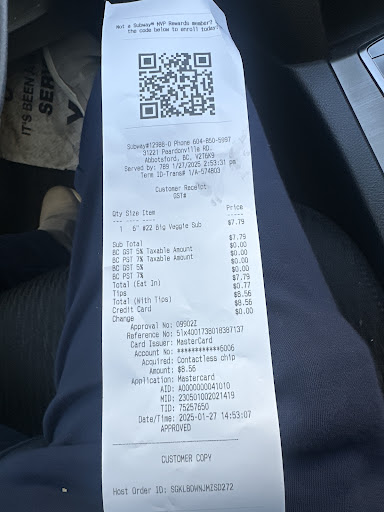 Not a Subway® MVP Rewards member?
the code below to enroll today!
Subway#12986-0 Phone 604-850-5997
31221 Peardonville RD.
Abbotsford, BC, V2T6K9
Served by: 789 1/27/2025 2:53:31 pm
Term ID-Trans# 1/A-574803
Customer Receipt
GST#
Qty Size Item Price
1 6" #22 Big Veggie Sub $7.79
Sub Total $7.79
BC GST 5% Taxable Amount $0.00
BC PST 7% Taxable Amount $0.00
BC GST 5% $0.00
BC PST 7% $0.00
Total (Eat In) $7.79
Tips $0.77
Total (With Tips) $8.56
Credit Card $8.56
Change $0.00
Approval No: 09902Z
Reference No: 51x4001738018387137
Card Issuer: MasterCard
Account No: ************6006
Acquired: Contactless chip
Amount: $8.56
Application: Mastercard
AID: A0000000041010
MID: 230501002021419
TID: 75257650
Date/Time: 2025-01-27 14:53:07
APPROVED
CUSTOMER COPY
Host Order ID: SGKLBDWNJMZSD272
IT'S BEEN A
SER